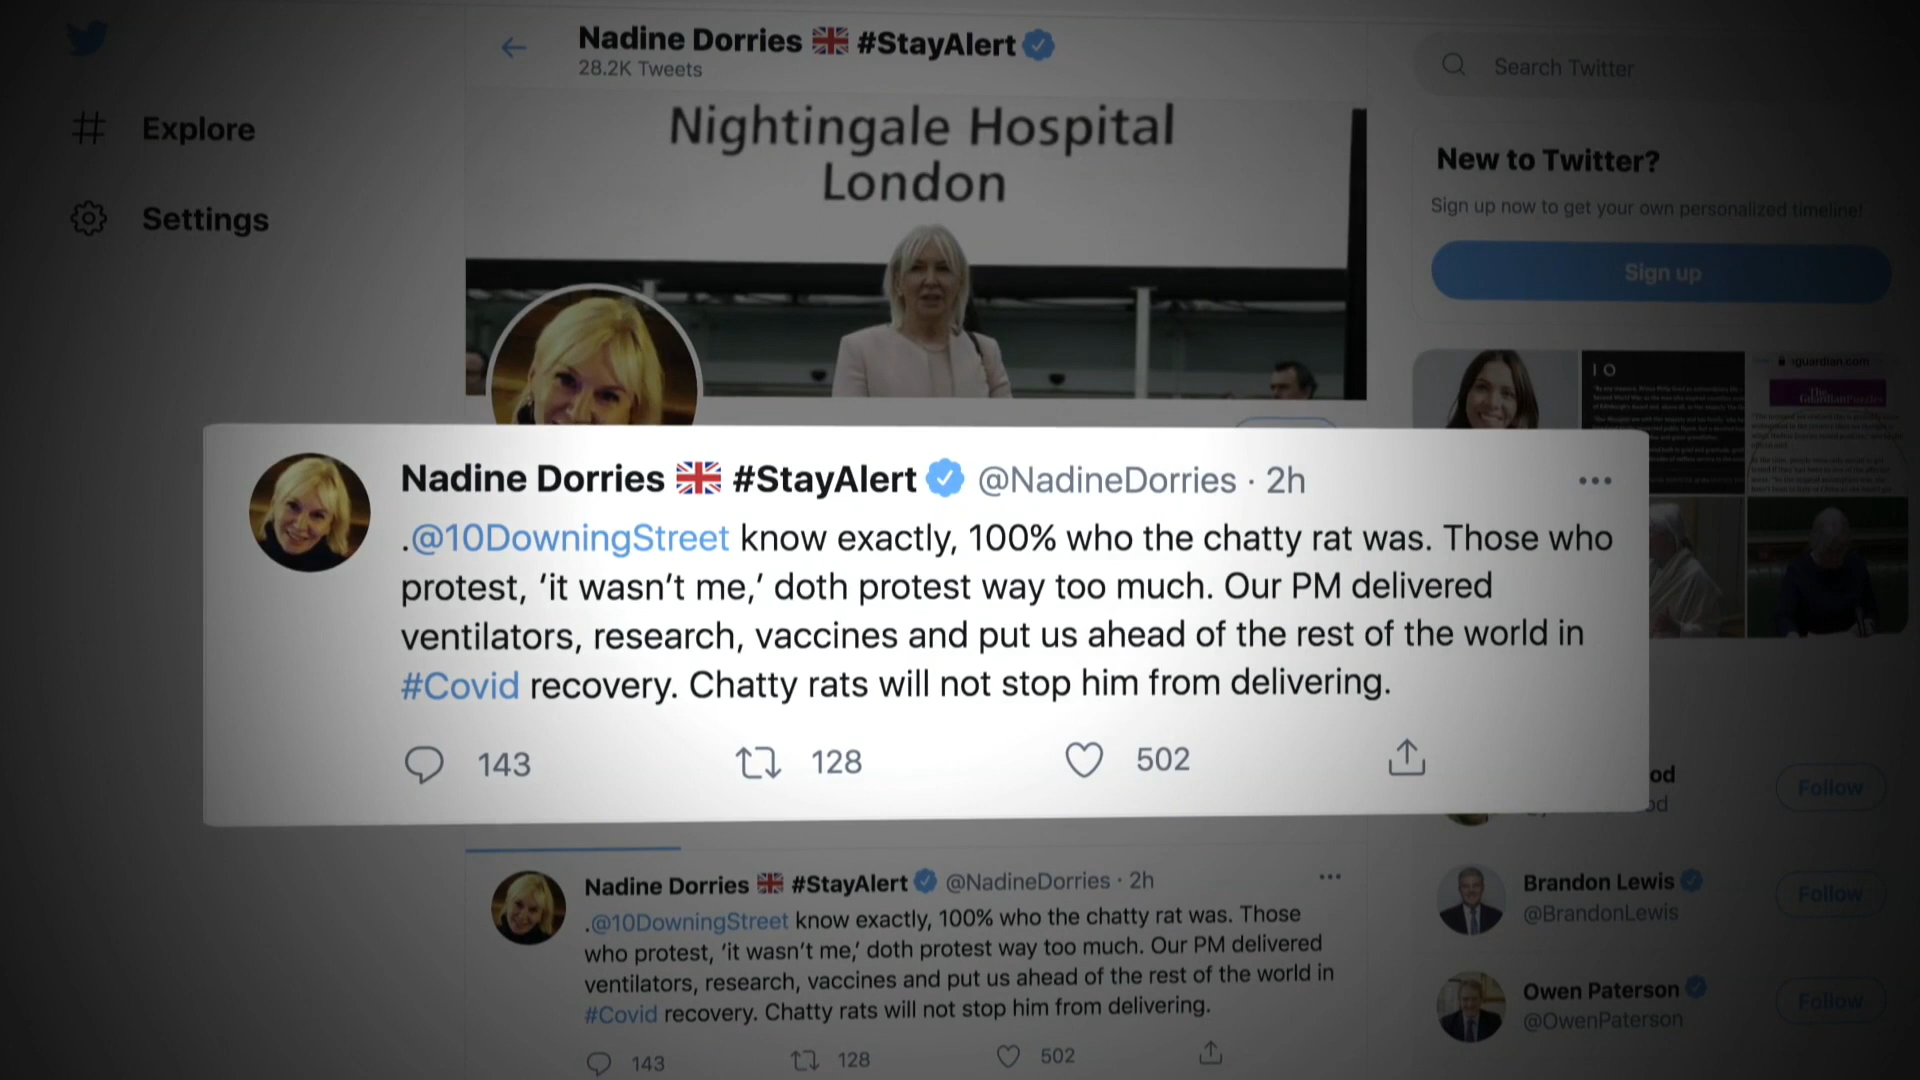 Nadine Dorries 🇬🇧 #StayAlert
28.2K Tweets
Search Twitter
Explore
Settings
Nightingale Hospital
London
New to Twitter?
Sign up now to get your own personalized timeline!
Sign up
guardian.com
Nadine Dorries 🇬🇧 #StayAlert @NadineDorries · 2h
.@10DowningStreet know exactly, 100% who the chatty rat was. Those who
protest, ‘it wasn’t me,’ doth protest way too much. Our PM delivered
ventilators, research, vaccines and put us ahead of the rest of the world in
#Covid recovery. Chatty rats will not stop him from delivering.
143 128 502
Follow
Nadine Dorries 🇬🇧 #StayAlert @NadineDorries · 2h
.@10DowningStreet know exactly, 100% who the chatty rat was. Those
who protest, ‘it wasn’t me,’ doth protest way too much. Our PM delivered
ventilators, research, vaccines and put us ahead of the rest of the world in
#Covid recovery. Chatty rats will not stop him from delivering.
143 128 502
Brandon Lewis
@BrandonLewis
Follow
Owen Paterson
@OwenPaterson
Follow